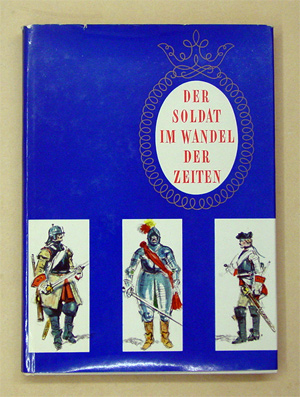 DER
SOLDAT
IM WANDEL
DER
ZEITEN